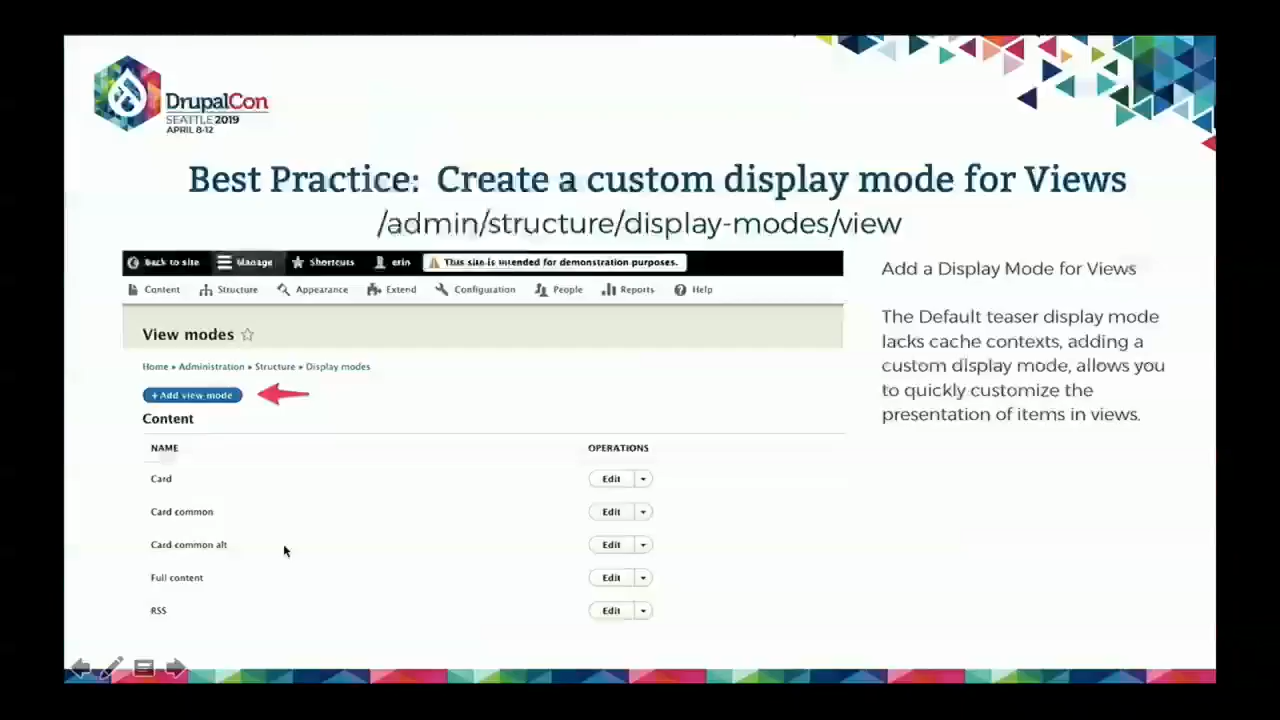 DrupalCon
SEATTLE 2019
APRIL 8-12
Best Practice: Create a custom display mode for Views
/admin/structure/display-modes/view
Back to site Manage Shortcuts erin This site is intended for demonstration purposes.
Content Structure Appearance Extend Configuration People Reports Help
View modes
Home » Administration » Structure » Display modes
+ Add view mode
Content
NAME OPERATIONS
Card Edit
Card common Edit
Card common alt Edit
Full content Edit
RSS Edit
Add a Display Mode for Views
The Default teaser display mode
lacks cache contexts, adding a
custom display mode, allows you
to quickly customize the
presentation of items in views.